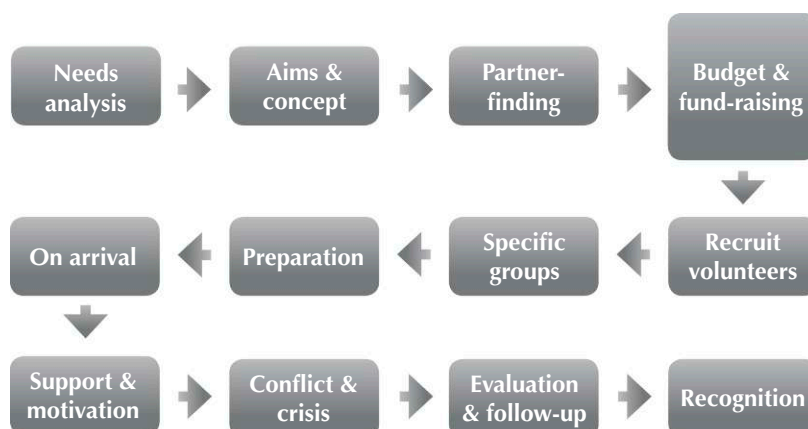 Needs
analysis
Aims &
concept
Partner-
finding
Budget &
fund-raising
Recruit
volunteers
Specific
groups
Preparation
On arrival
Support &
motivation
Conflict &
crisis
Evaluation
& follow-up
Recognition